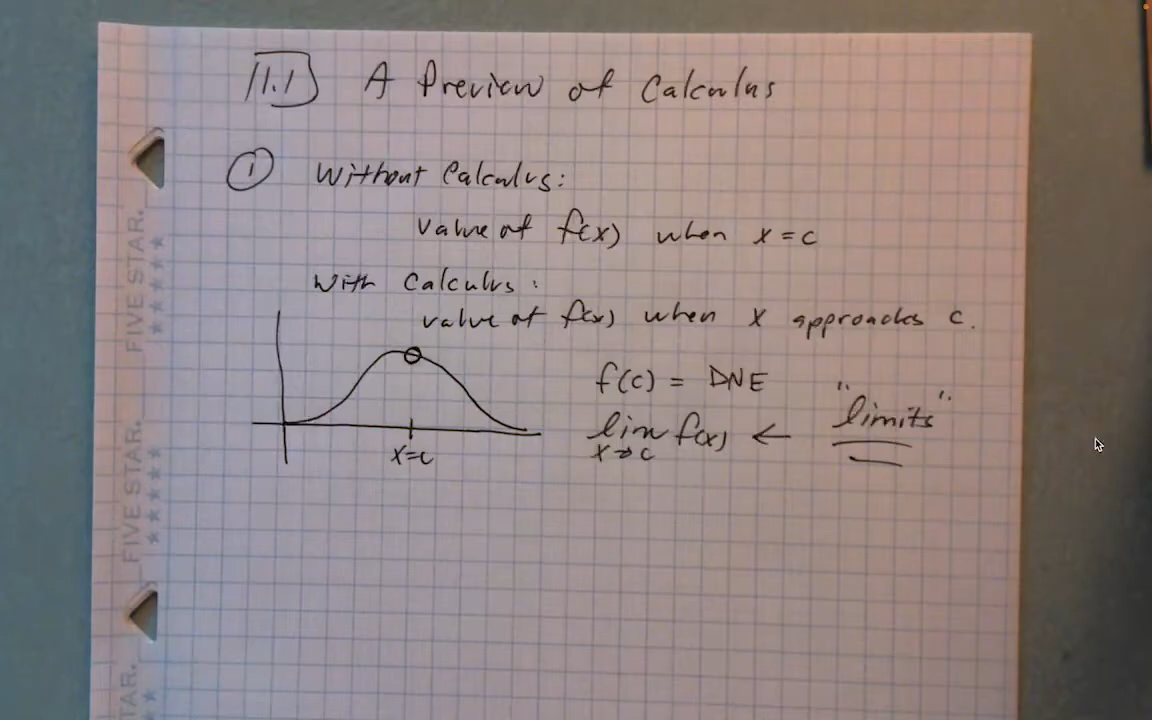 11.1 A Preview of Calculus
① Without Calculus:
value of f(x) when x = c
With Calculus:
value of f(x) when x approaches c.
f(c) = DNE
"limits"
lim f(x) ←
x→c
x=c
FIVE STAR.
★★★★★
FIVE STAR.
★★★★★
STAR.
★★